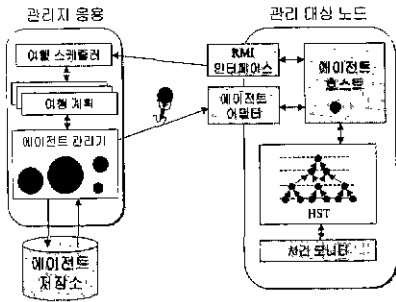 관리자 응용
관리 대상 노드
여행 스케쥴러
RMI
인터페이스
에이전트
호스트
여행 계획
에이전트
어댑터
에이전트 관리기
HST
에이전트
저장소
모니터